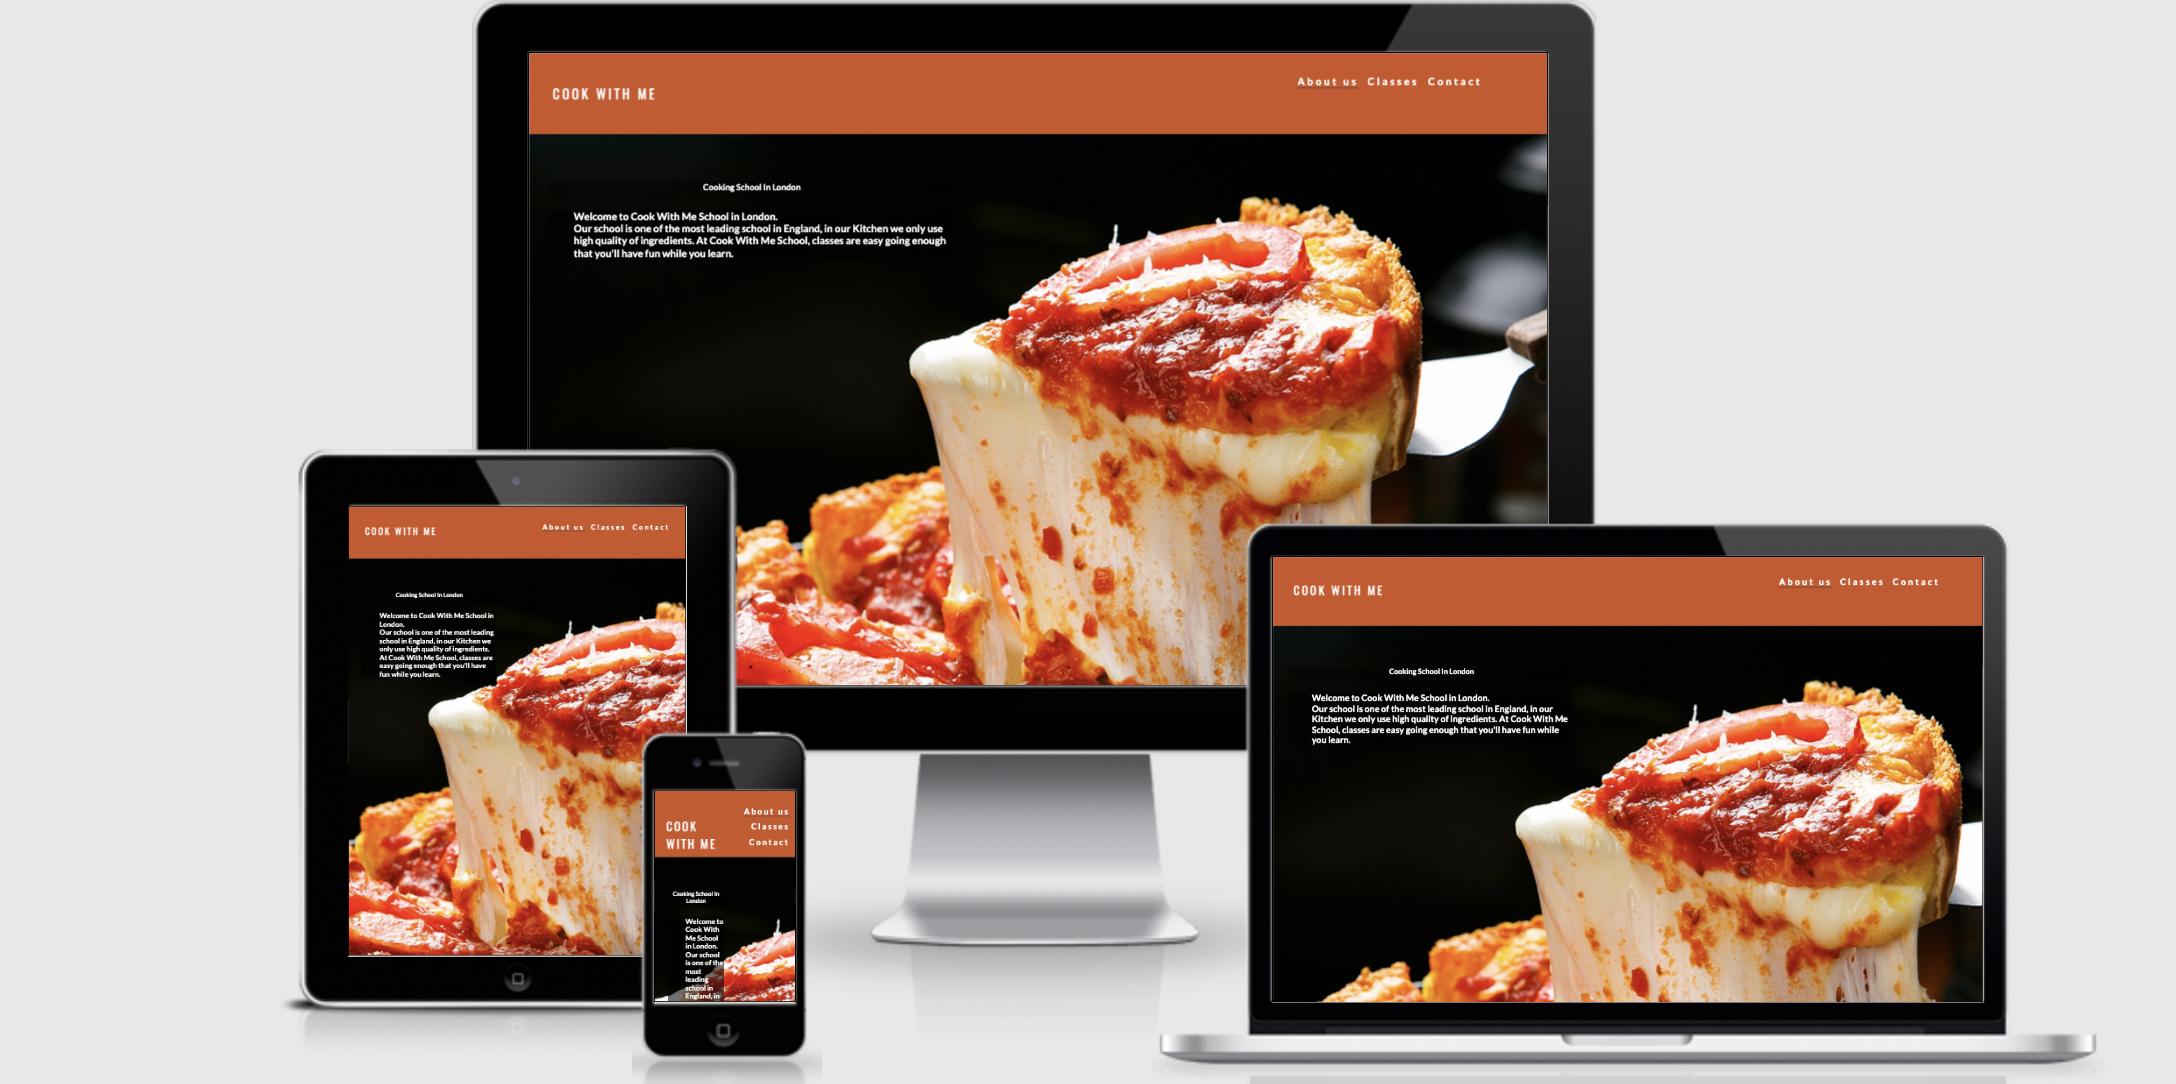 COOK WITH ME
About us Classes Contact
Cooking School In London
Welcome to Cook With Me School in London.
Our school is one of the most leading school in England, in our Kitchen we only use
high quality of ingredients. At Cook With Me School, classes are easy going enough
that you'll have fun while you learn.
COOK WITH ME
About us Classes Contact
Cooking School In London
Welcome to Cook With Me School in
London.
Our school is one of the most leading
school in England, in our Kitchen we
only use high quality of ingredients.
At Cook With Me School, classes are
easy going enough that you'll have
fun while you learn.
COOK
WITH ME
About us
Classes
Contact
Cooking School In
London
Welcome to
Cook With
Me School
in London.
Our school
is one of the
most
leading
school in
England, in
COOK WITH ME
About us Classes Contact
Cooking School In London
Welcome to Cook With Me School in London.
Our school is one of the most leading school in England, in our
Kitchen we only use high quality of ingredients. At Cook With Me
School, classes are easy going enough that you'll have fun while
you learn.